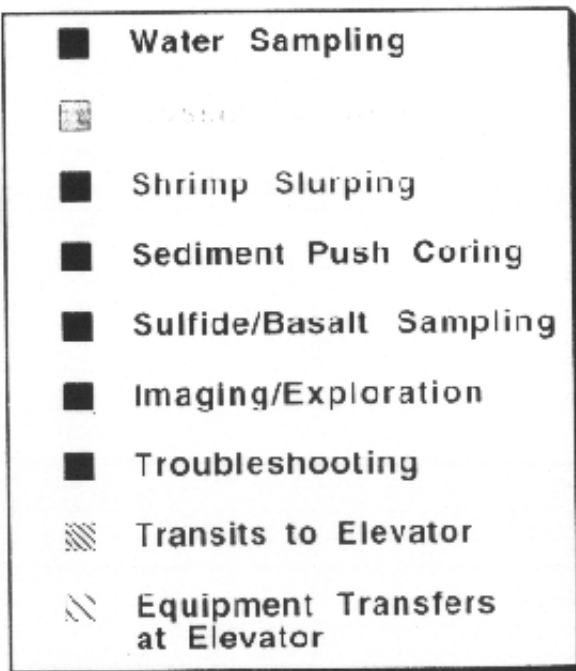 Water Sampling
Shrimp Slurping
Sediment Push Coring
Sulfide/Basalt Sampling
Imaging/Exploration
Troubleshooting
Transits to Elevator
Equipment Transfers
at Elevator